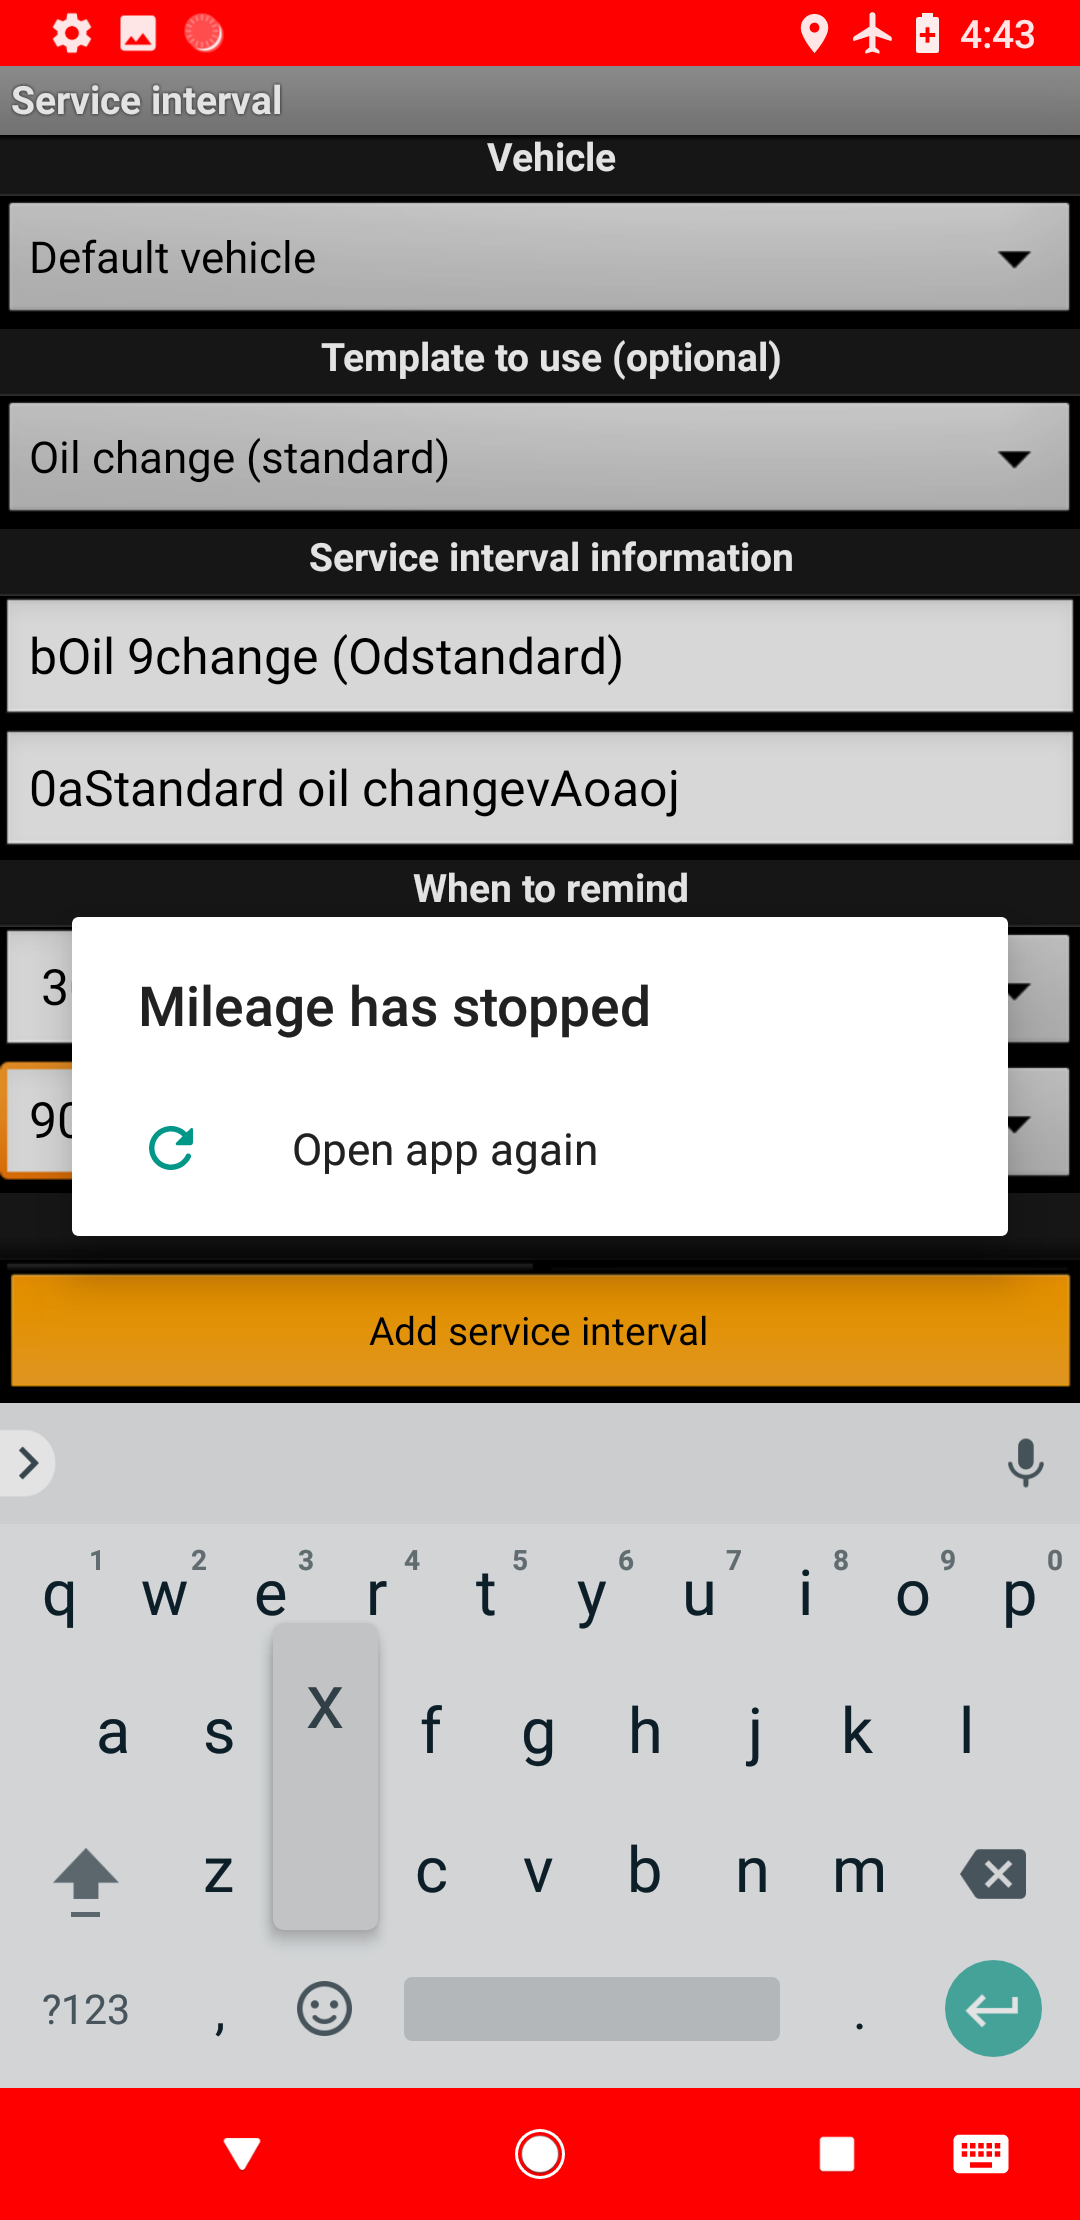 4:43
Service interval
Vehicle
Default vehicle
Template to use (optional)
Oil change (standard)
Service interval information
bOil 9change (Odstandard)
0aStandard oil changevAoaoj
When to remind
3
90
Mileage has stopped
Open app again
Add service interval
1 2 3 4 5 6 7 8 9 0
q w e r t y u i o p
x
a s f g h j k l
z c v b n m
?123 , .